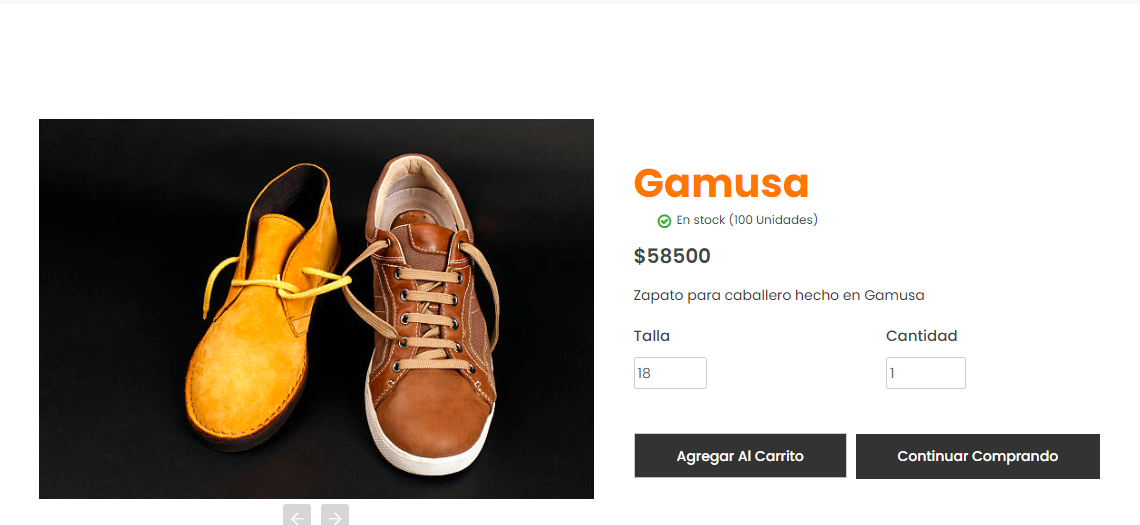 Gamusa
En stock (100 Unidades)
$58500
Zapato para caballero hecho en Gamusa
Talla
Cantidad
18
1
Agregar Al Carrito
Continuar Comprando